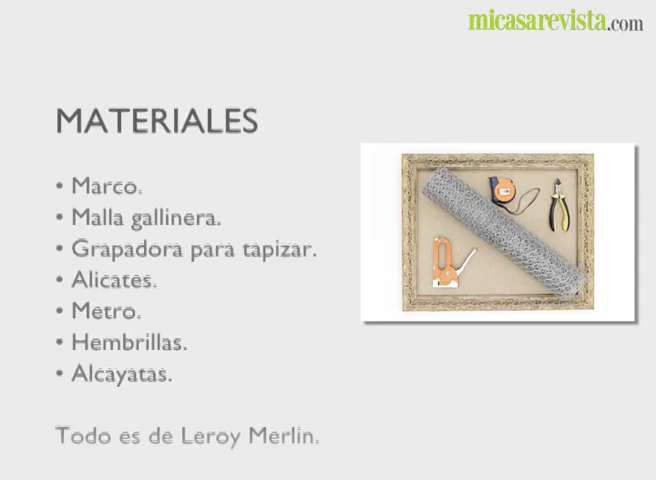 micasarevista.com
MATERIALES
• Marco.
• Malla gallinera.
• Grapadora para tapizar.
• Alicates.
• Metro.
• Hembrillas.
• Alcayatas.
Todo es de Leroy Merlin.